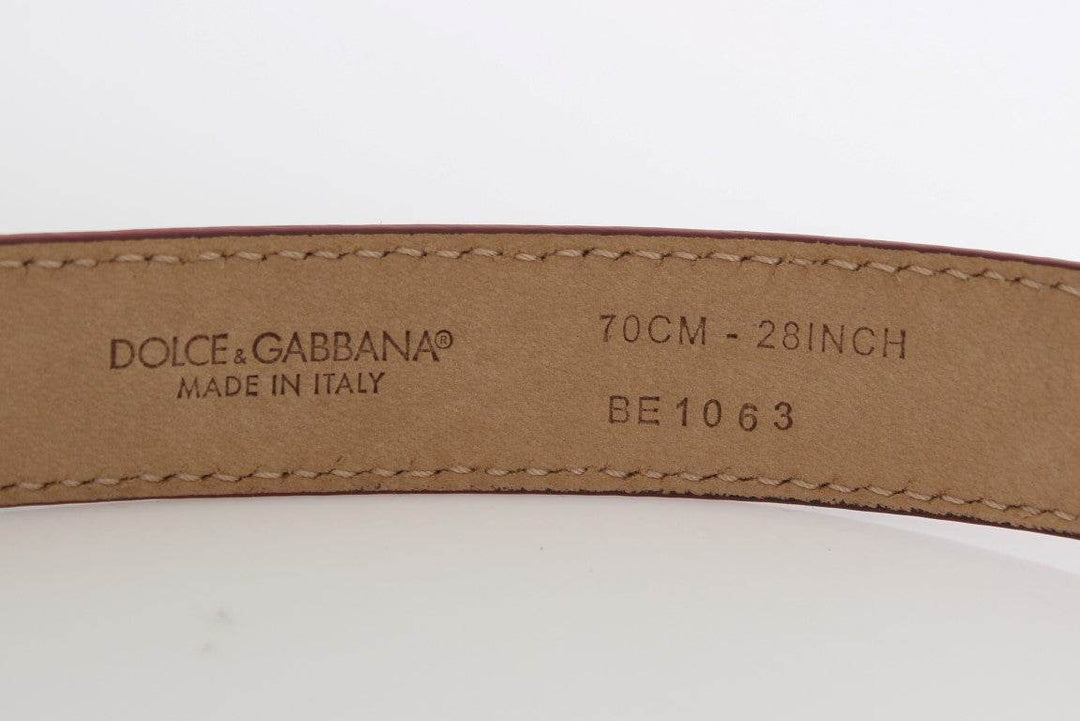 DOLCE & GABBANA®
MADE IN ITALY
70CM - 28INCH
BE1063